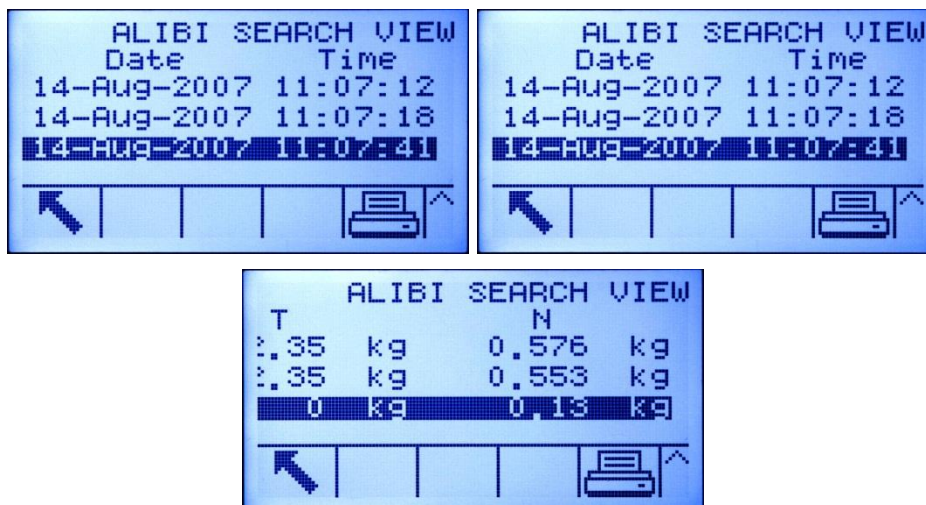 ALIBI SEARCH VIEW
Date Time
14-Aug-2007 11:07:12
14-Aug-2007 11:07:18
14-Aug-2007 11:07:41
ALIBI SEARCH VIEW
Date Time
14-Aug-2007 11:07:12
14-Aug-2007 11:07:18
14-Aug-2007 11:07:41
ALIBI SEARCH VIEW
T N
.35 kg 0.576 kg
.35 kg 0.553 kg
0 kg 0.13 kg